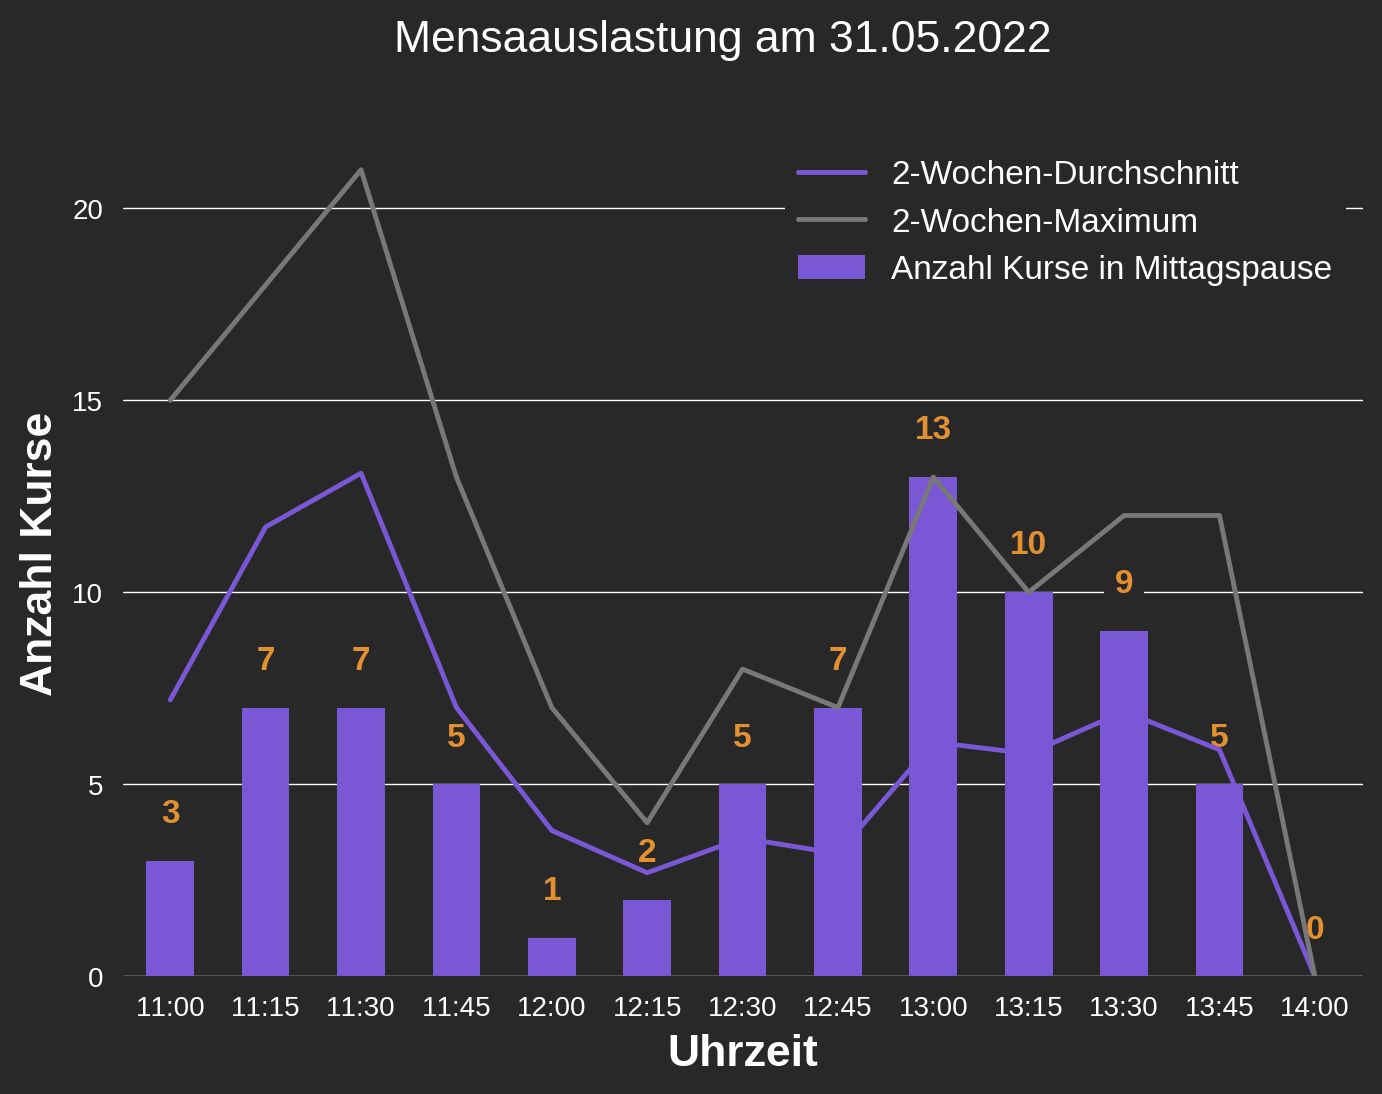 Mensaauslastung am 31.05.2022
2-Wochen-Durchschnitt
2-Wochen-Maximum
Anzahl Kurse in Mittagspause
Anzahl Kurse
20
15
10
5
0
3
7
7
5
1
2
5
7
13
10
9
5
0
11:00 11:15 11:30 11:45 12:00 12:15 12:30 12:45 13:00 13:15 13:30 13:45 14:00
Uhrzeit